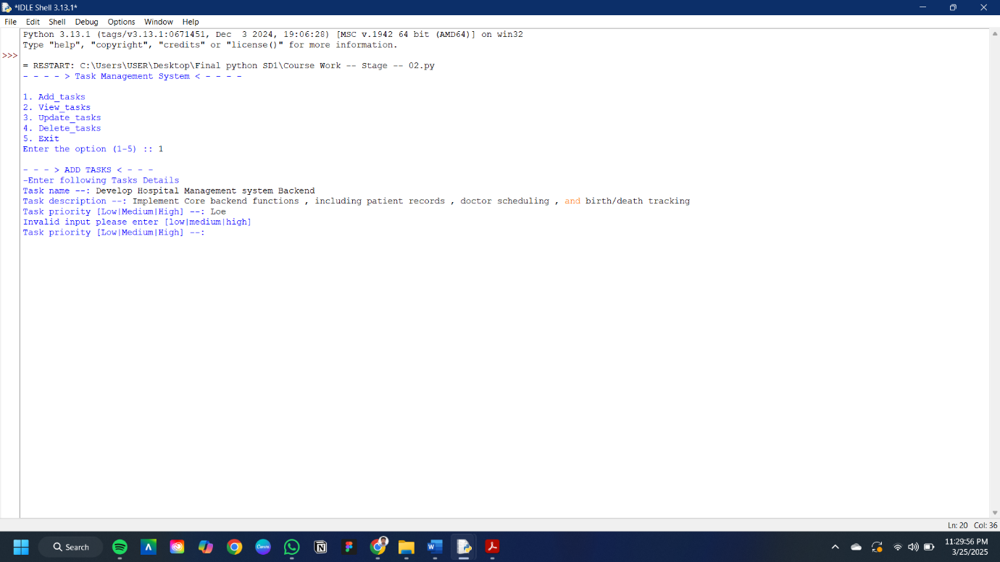 *IDLE Shell 3.13.1*
File Edit Shell Debug Options Window Help
Python 3.13.1 (tags/v3.13.1:0671451, Dec  3 2024, 19:06:28) [MSC v.1942 64 bit (AMD64)] on win32
Type "help", "copyright", "credits" or "license()" for more information.
>>>
= RESTART: C:\Users\USER\Desktop\Final python SD1\Course Work -- Stage -- 02.py
- - - - > Task Management System < - - - -
1. Add_tasks
2. View_tasks
3. Update_tasks
4. Delete_tasks
5. Exit
Enter the option (1-5) :: 1
- - - > ADD TASKS < - - -
-Enter following Tasks Details
Task name --: Develop Hospital Management system Backend
Task description --: Implement Core backend functions , including patient records , doctor scheduling , and birth/death tracking
Task priority [Low|Medium|High] --: Loe
Invalid input please enter [low|medium|high]
Task priority [Low|Medium|High] --:
Ln: 20 Col: 36
Search
Canva
11:29:56 PM
3/25/2025